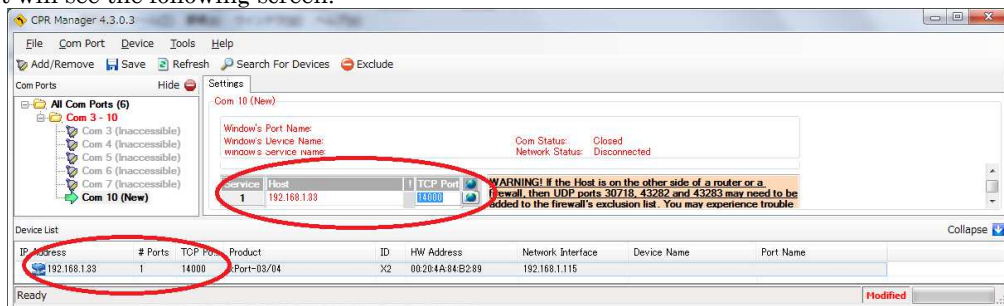 t will see the following screen.
CPR Manager 4.3.0.3
File Com Port Device Tools Help
Add/Remove Save Refresh Search For Devices Exclude
Com Ports Hide Settings
All Com Ports (6)
Com 3 - 10
Com 3 (Inaccessible)
Com 4 (Inaccessible)
Com 5 (Inaccessible)
Com 6 (Inaccessible)
Com 7 (Inaccessible)
Com 10 (New)
Com 10 (New)
Window's Port Name:
Window's Device Name: Com Status: Closed
Window's Service Name: Network Status: Disconnected
Service Host ! TCP Port
1 192.168.1.33 14000
WARNING! If the Host is on the other side of a router or a
firewall, then UDP ports 30718, 43282 and 43283 may need to be
added to the firewall's exclusion list. You may experience trouble
Device List Collapse
IP Address # Ports TCP Product ID HW Address Network Interface Device Name Port Name
192.168.1.33 1 14000 Port-03/04 X2 00:20:4A:84:B2:89 192.168.1.115
Ready Modified